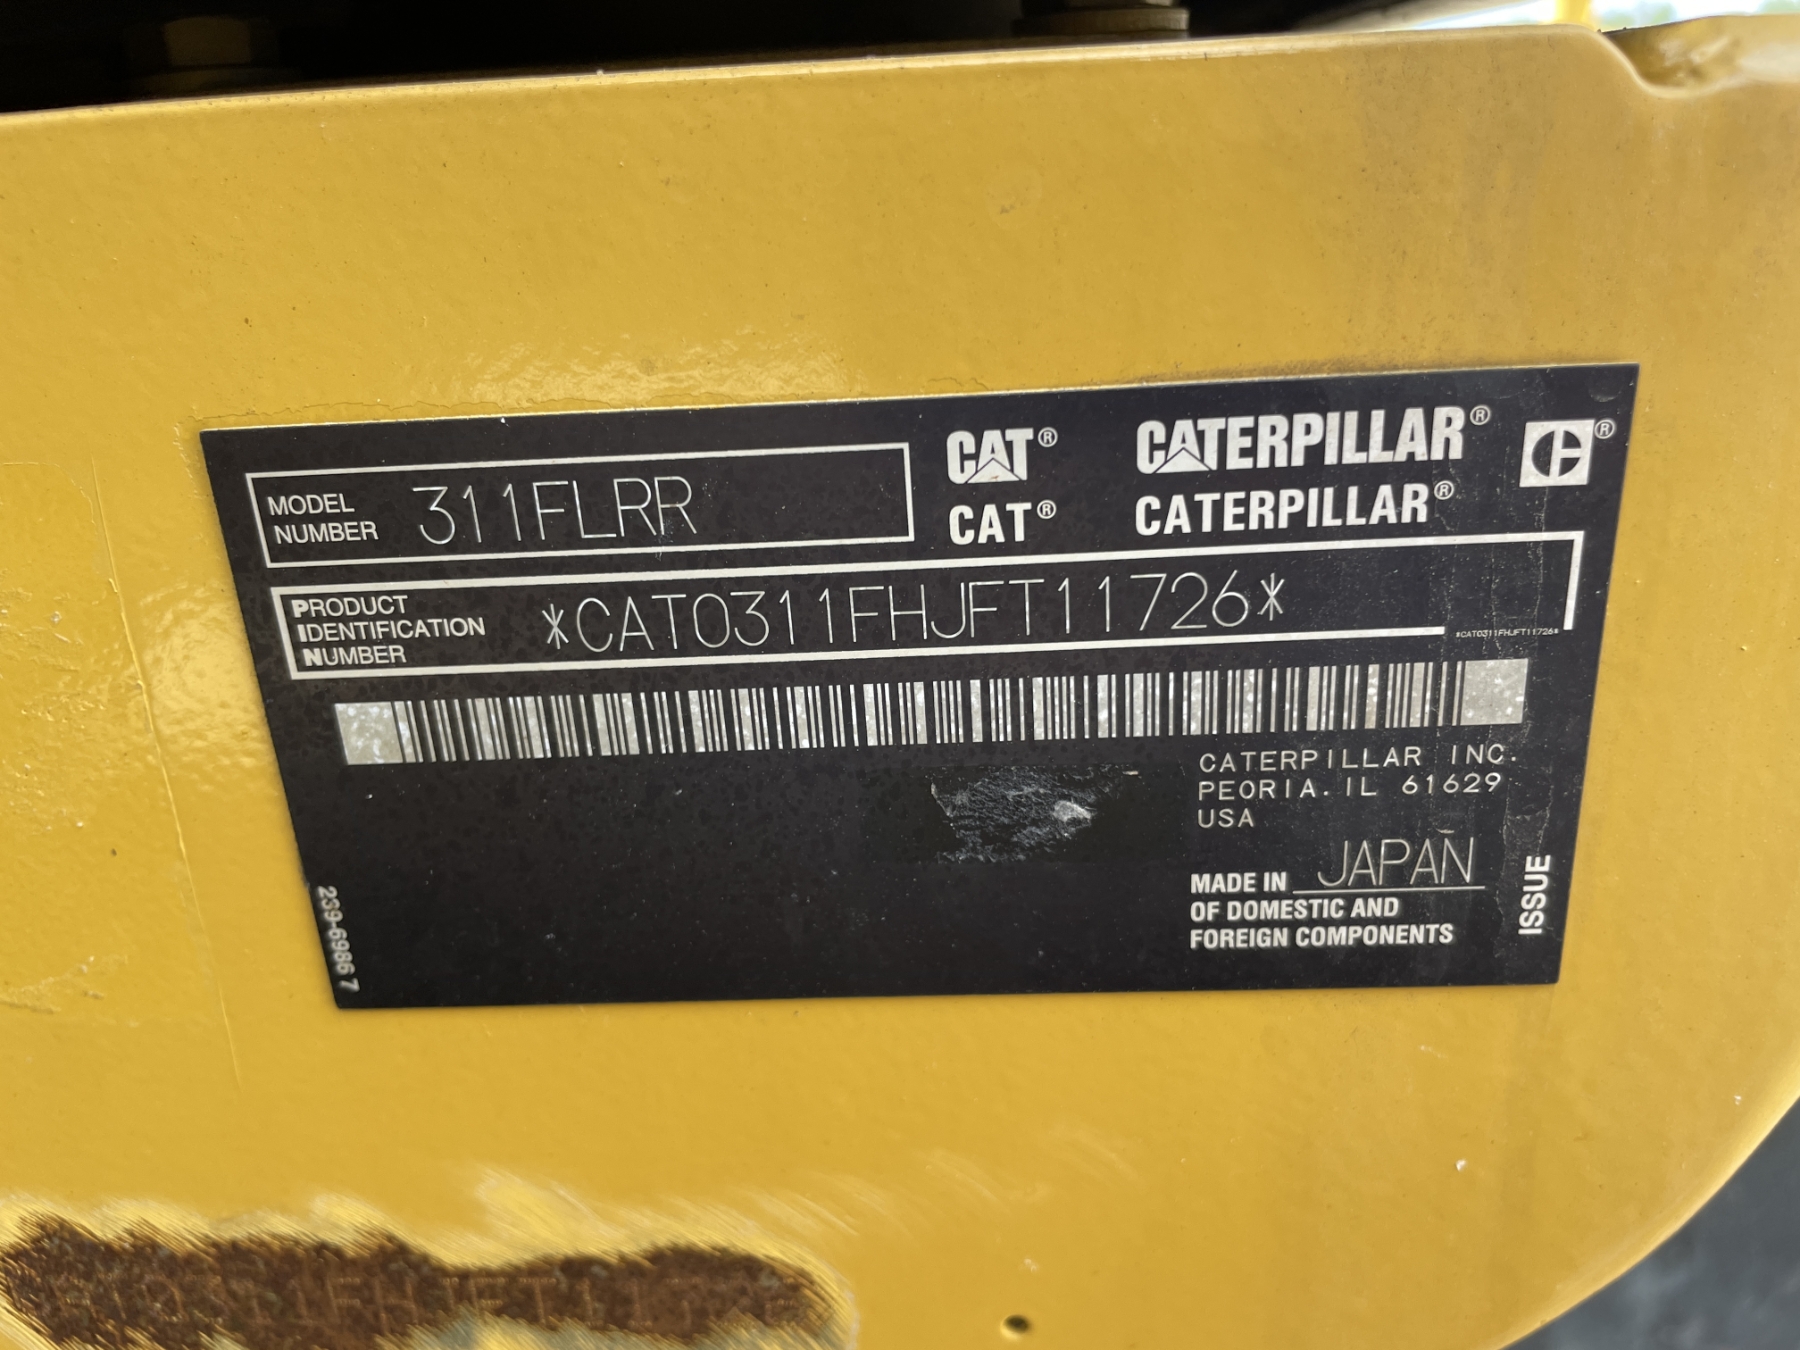 MODEL
NUMBER
311FLRR
CAT® CATERPILLAR®
CAT® CATERPILLAR®
PRODUCT
IDENTIFICATION
NUMBER
*CAT0311FHJFT11726*
*CAT0311FHJFT11726*
CATERPILLAR INC.
PEORIA. IL 61629
USA
MADE IN JAPAN
OF DOMESTIC AND
FOREIGN COMPONENTS
ISSUE
239-6986 7
0311FHJFT11